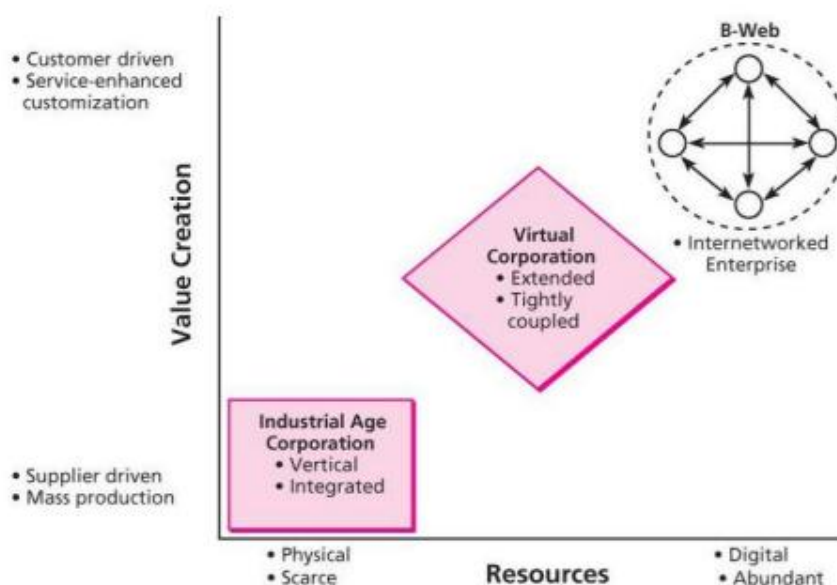 B-Web
• Customer driven
• Service-enhanced
customization
Value Creation
Virtual
Corporation
• Extended
• Tightly
coupled
• Internetworked
Enterprise
Industrial Age
Corporation
• Vertical
• Integrated
• Supplier driven
• Mass production
• Physical
• Scarce
Resources
• Digital
• Abundant